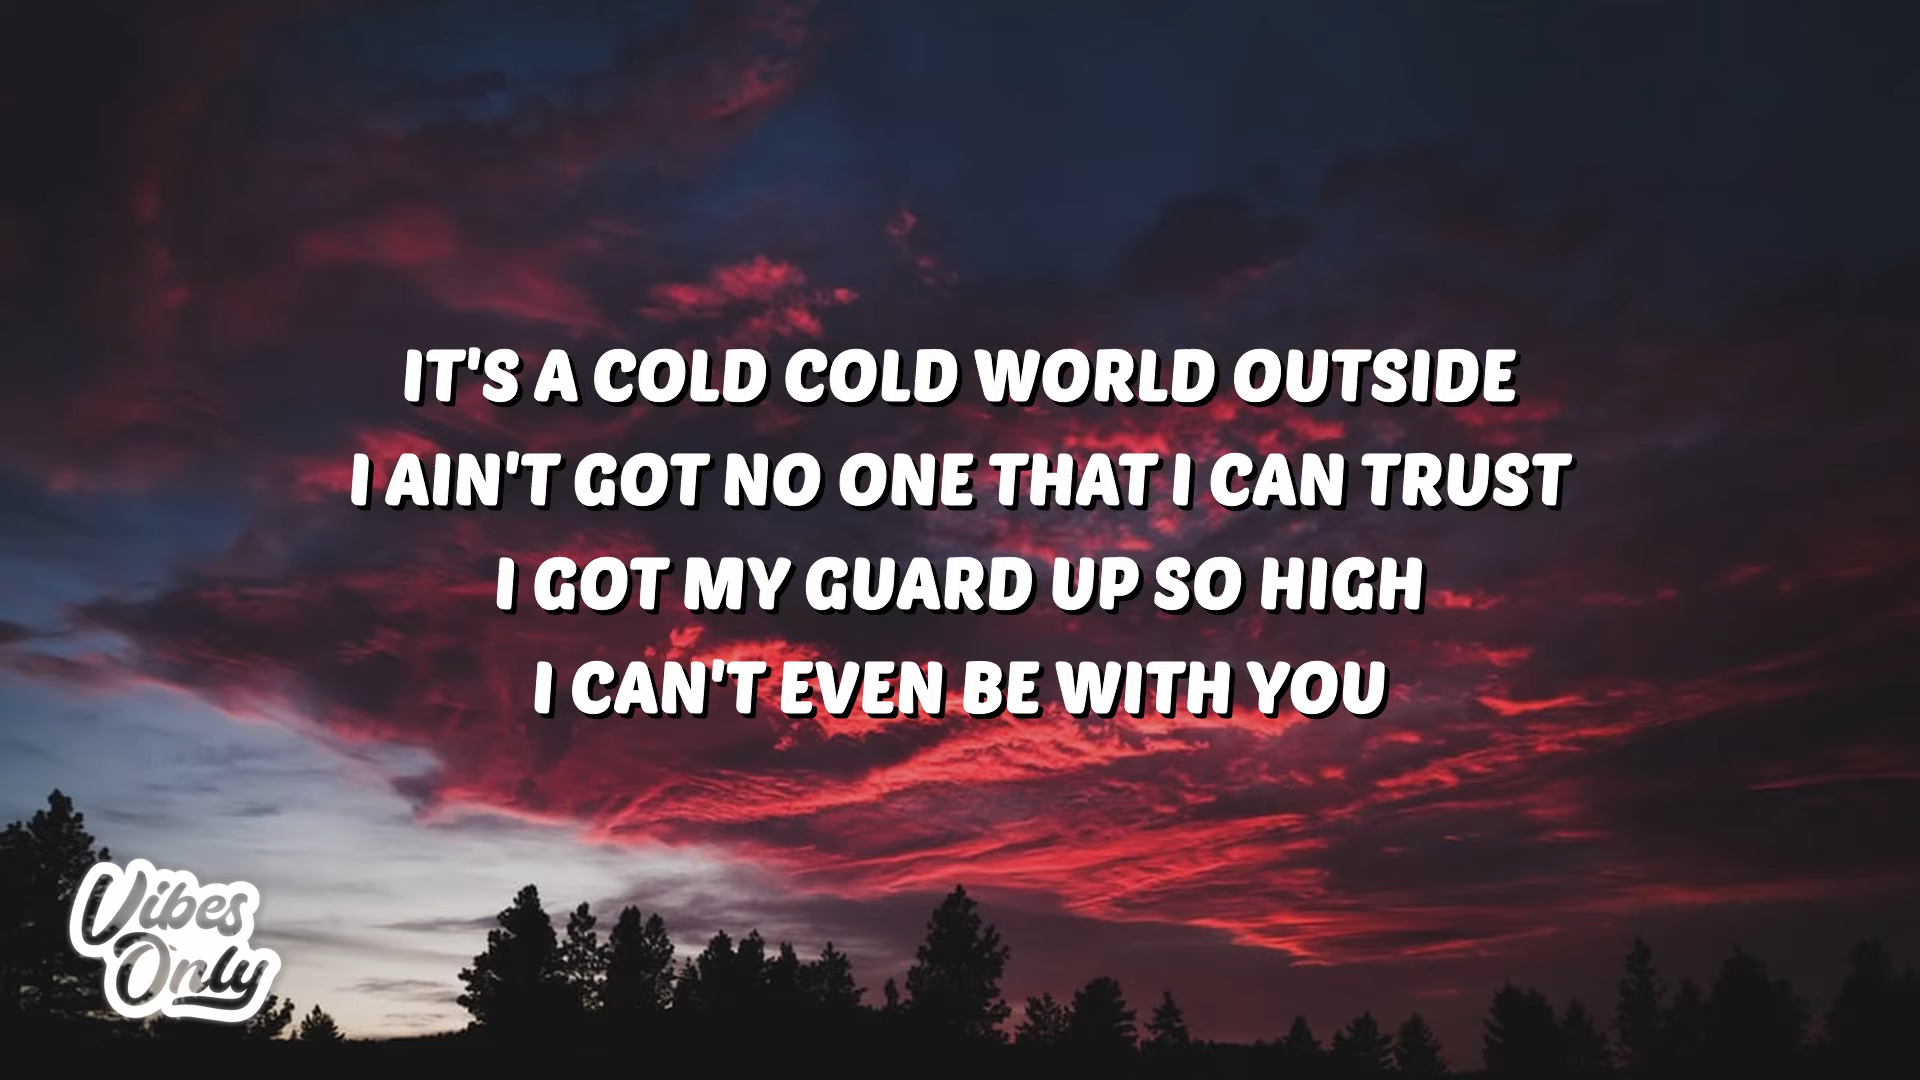 IT'S A COLD COLD WORLD OUTSIDE
I AIN'T GOT NO ONE THAT I CAN TRUST
I GOT MY GUARD UP SO HIGH
I CAN'T EVEN BE WITH YOU
Vibes
Only